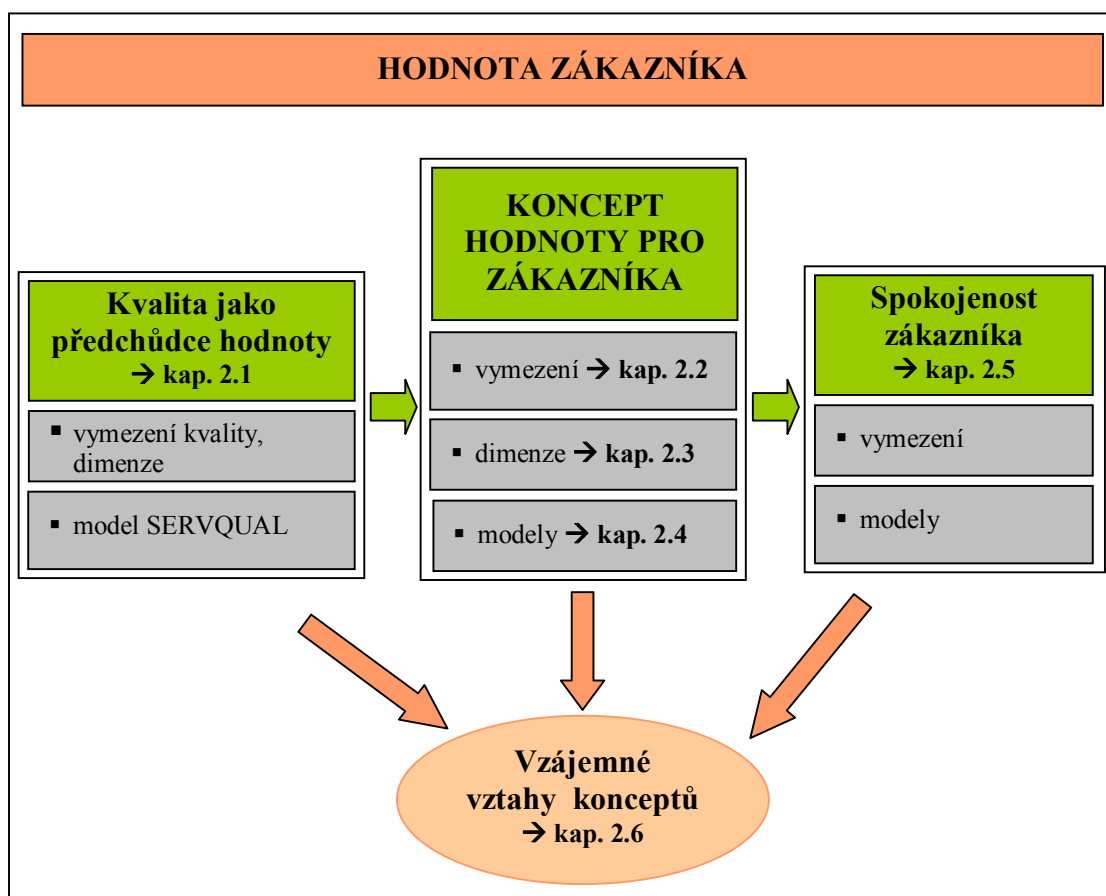 HODNOTA ZÁKAZNÍKA
Kvalita jako
předchůdce hodnoty
→ kap. 2.1
▪ vymezení kvality,
dimenze
▪ model SERVQUAL
KONCEPT
HODNOTY PRO
ZÁKAZNÍKA
▪ vymezení → kap. 2.2
▪ dimenze → kap. 2.3
▪ modely → kap. 2.4
Spokojenost
zákazníka
→ kap. 2.5
▪ vymezení
▪ modely
Vzájemné
vztahy konceptů
→ kap. 2.6